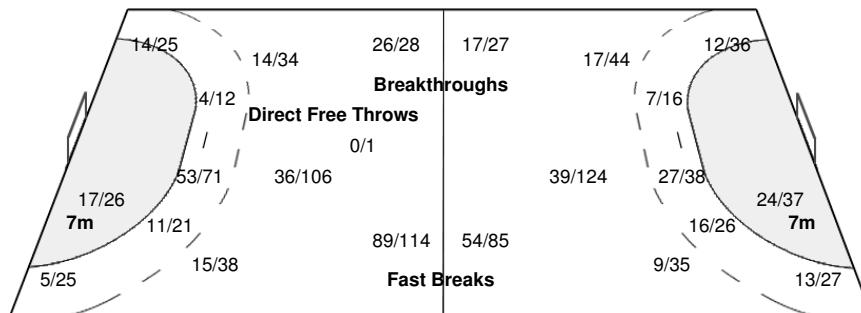 14/25 14/34 26/28 17/27 17/44 12/36
Breakthroughs
4/12 7/16
Direct Free Throws
0/1
53/71 36/106 39/124 27/38
17/26 24/37
7m 7m
11/21 16/26
89/114 54/85
15/38 9/35
5/25 Fast Breaks 13/27